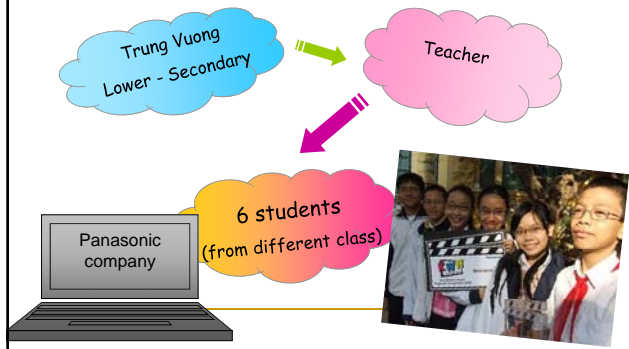 Trung Vuong
Lower - Secondary
Teacher
6 students
(from different class)
Panasonic
company